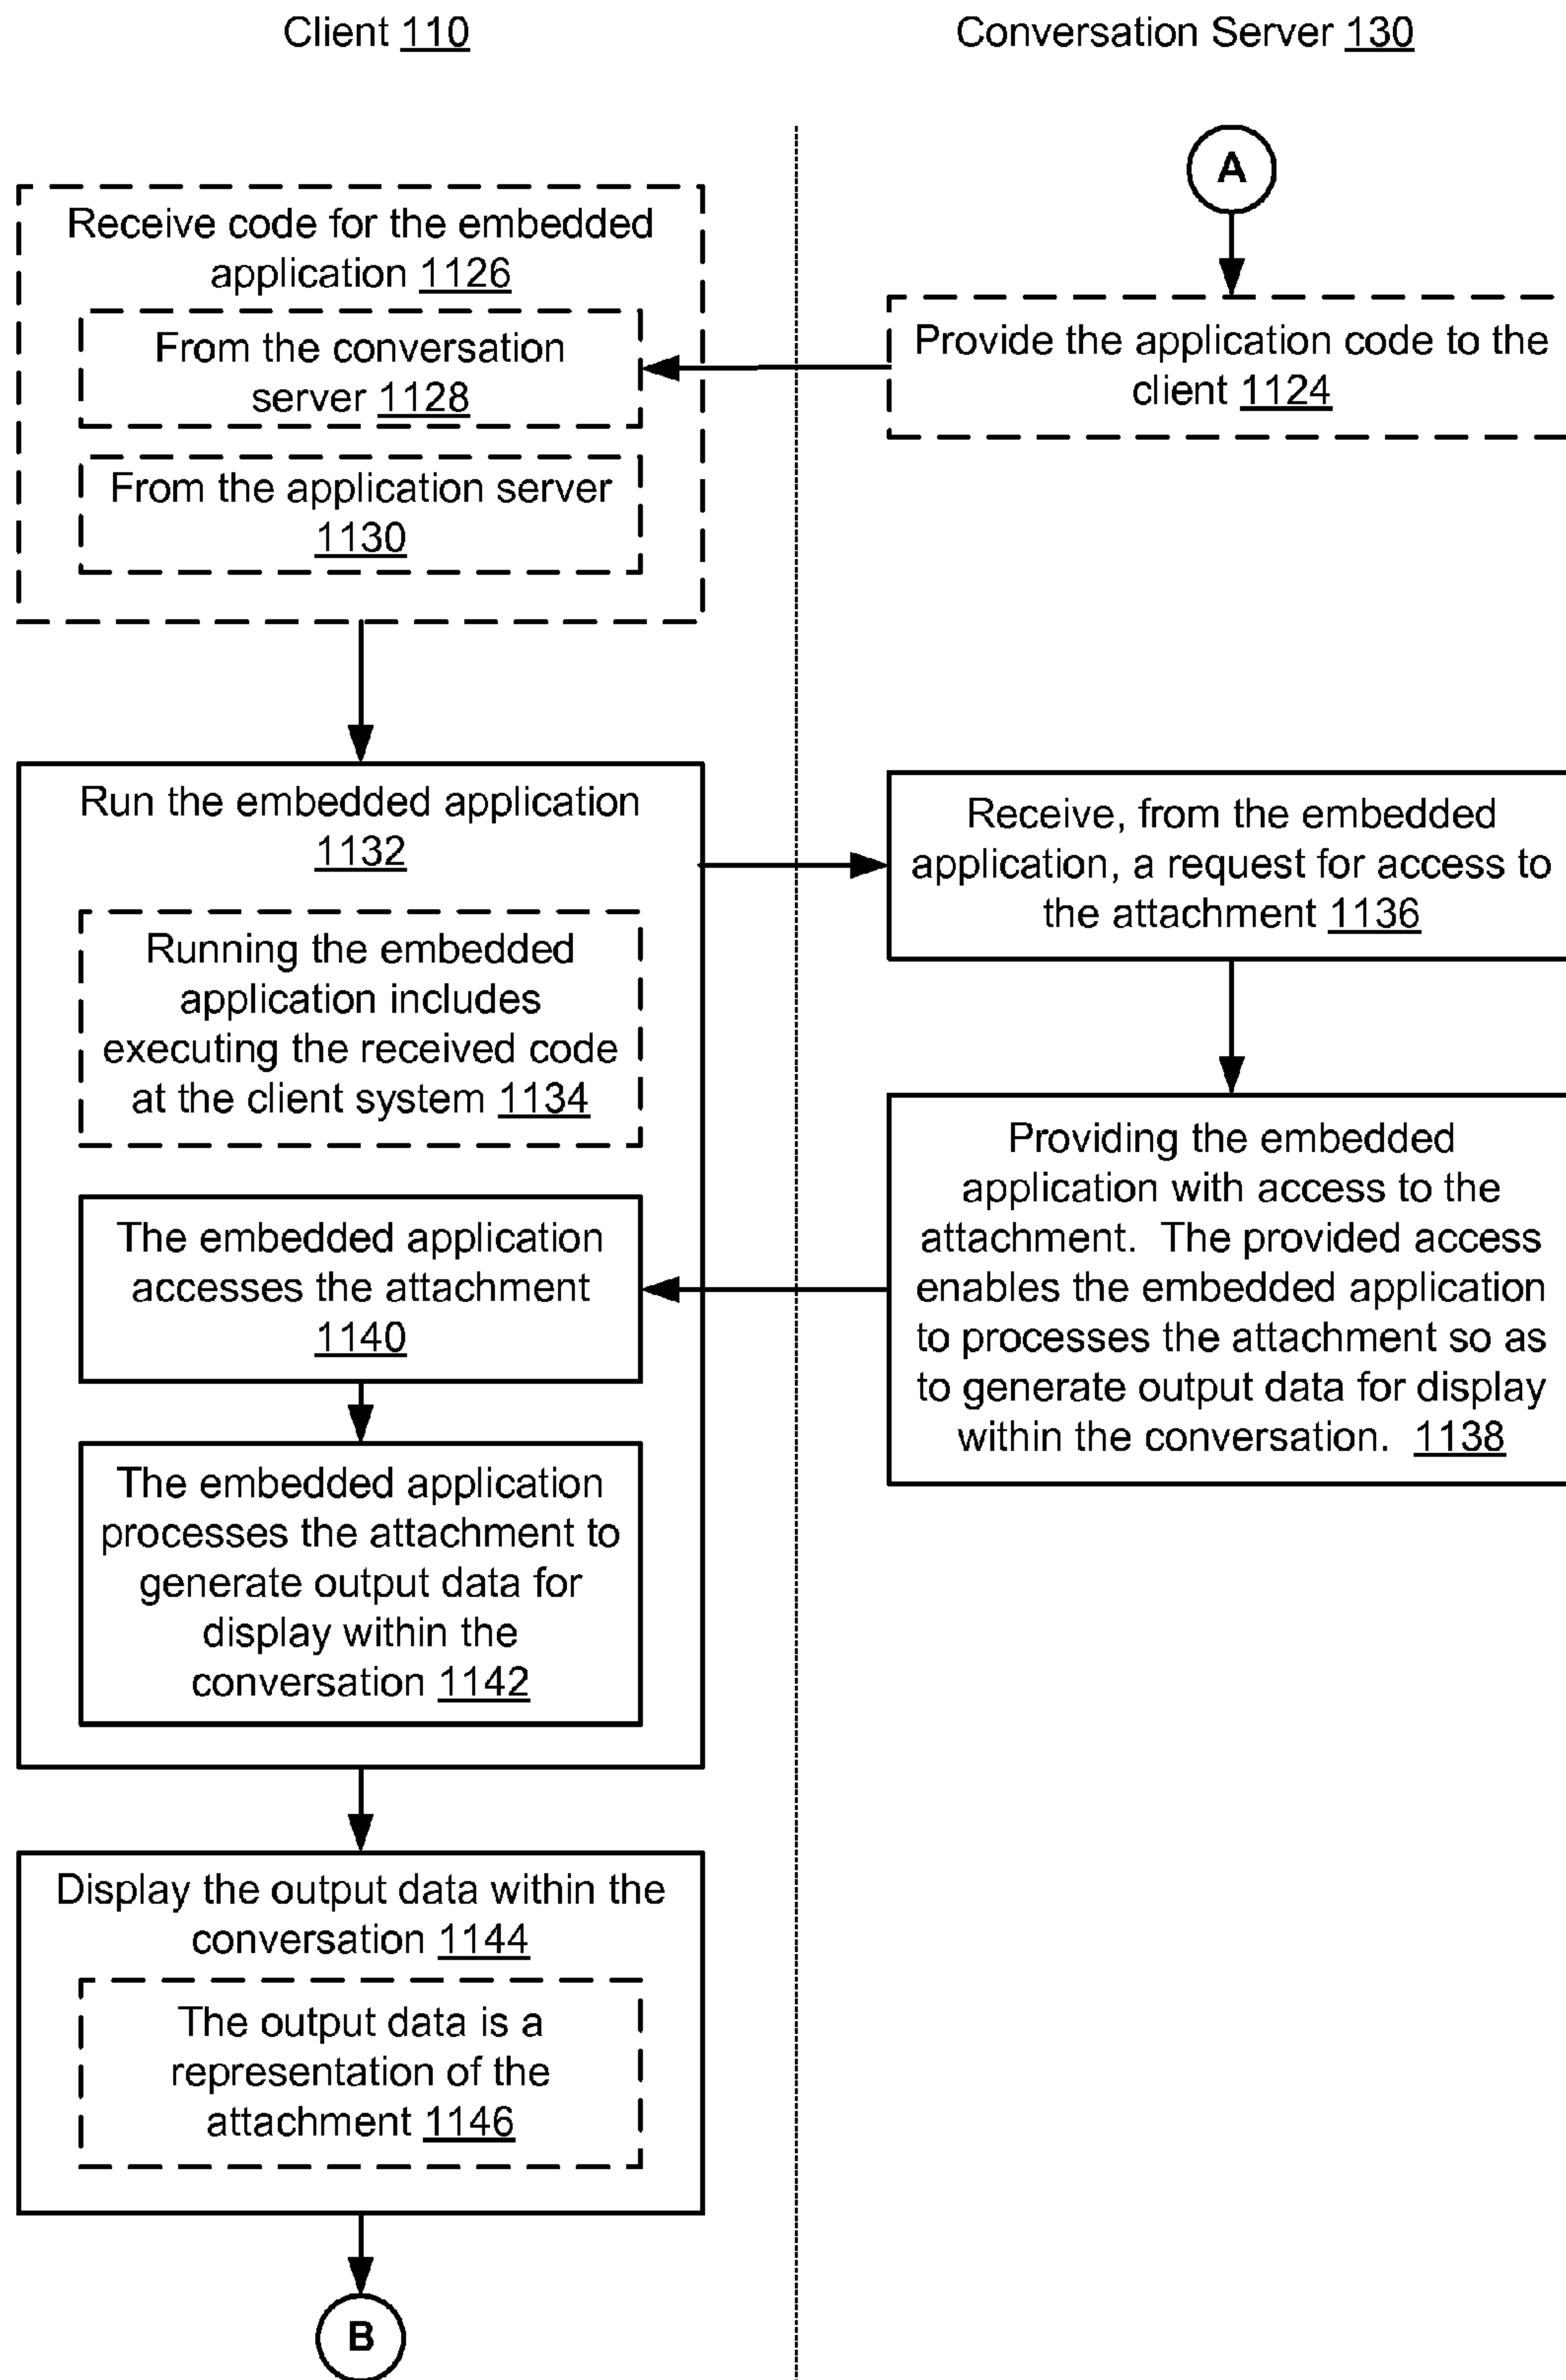 Client 110
Conversation Server 130
A
Receive code for the embedded
application 1126
From the conversation
server 1128
From the application server
1130
Provide the application code to the
client 1124
Run the embedded application
1132
Running the embedded
application includes
executing the received code
at the client system 1134
Receive, from the embedded
application, a request for access to
the attachment 1136
Providing the embedded
application with access to the
attachment. The provided access
enables the embedded application
to processes the attachment so as
to generate output data for display
within the conversation. 1138
The embedded application
accesses the attachment
1140
The embedded application
processes the attachment to
generate output data for
display within the
conversation 1142
Display the output data within the
conversation 1144
The output data is a
representation of the
attachment 1146
B